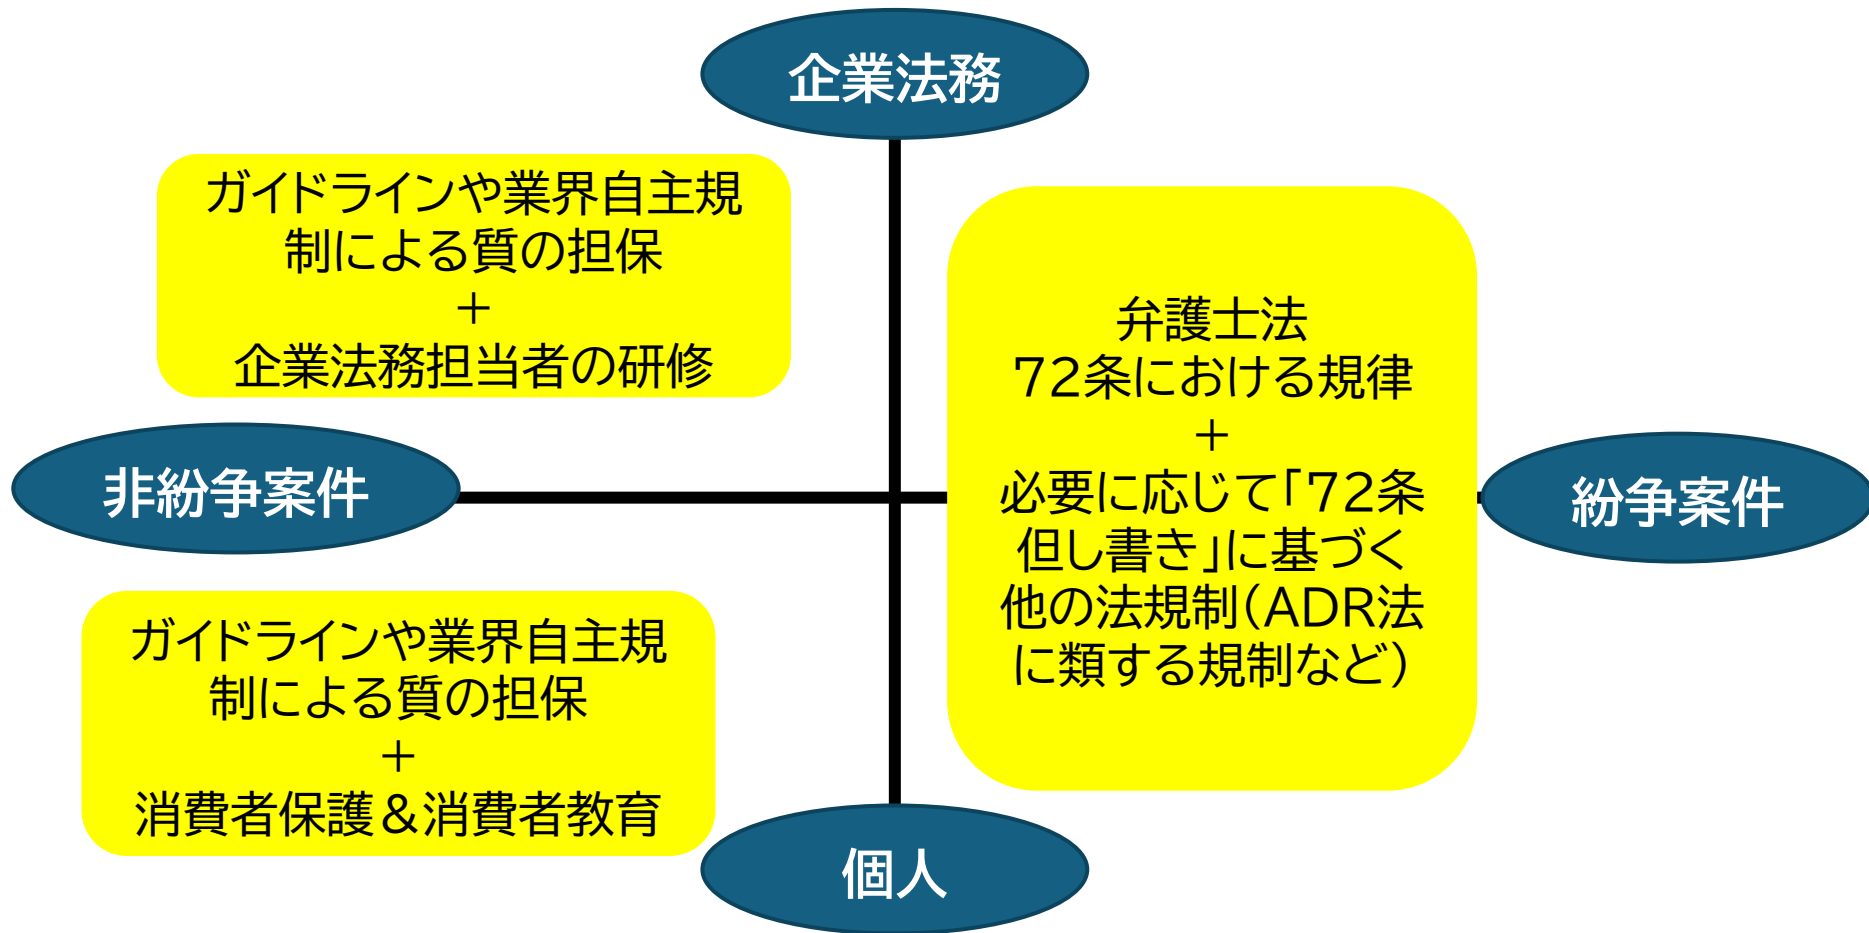 企業法務
ガイドラインや業界自主規
制による質の担保
＋
企業法務担当者の研修
弁護士法
72条における規律
＋
必要に応じて「72条
但し書き」に基づく
他の法規制（ADR法
に類する規制など）
非紛争案件
紛争案件
ガイドラインや業界自主規
制による質の担保
＋
消費者保護＆消費者教育
個人